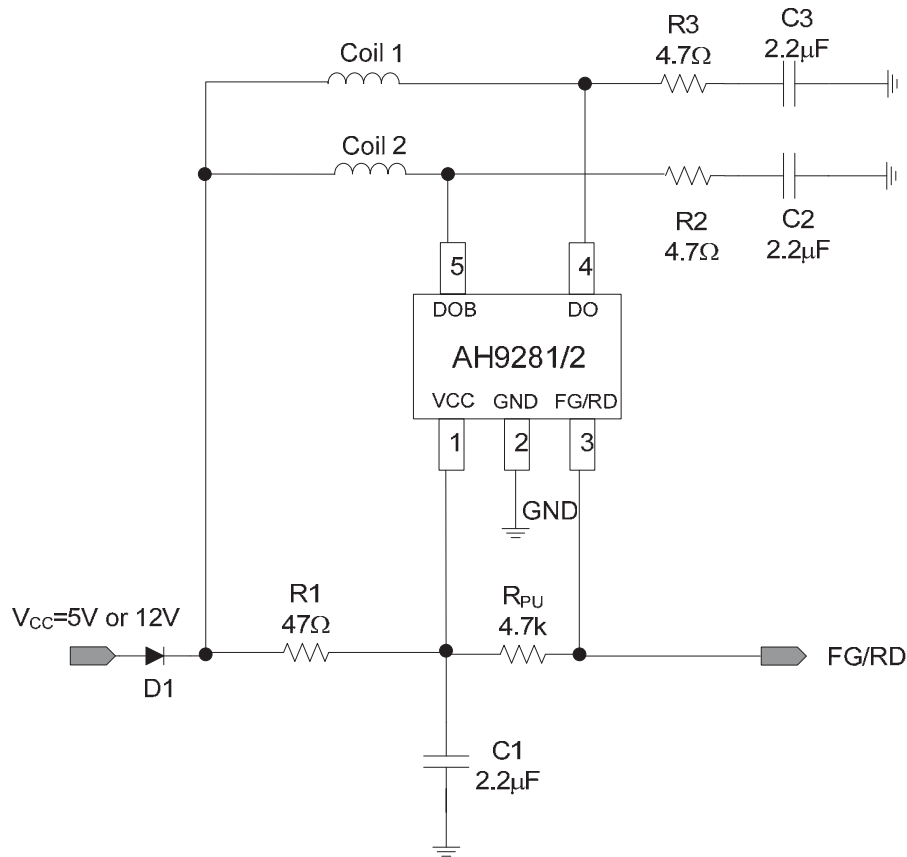 Coil 1
R3
4.7Ω
C3
2.2µF
Coil 2
R2
4.7Ω
C2
2.2µF
5
4
DOB
DO
AH9281/2
VCC
GND
FG/RD
1
2
3
GND
VCC=5V or 12V
D1
R1
47Ω
RPU
4.7k
FG/RD
C1
2.2µF